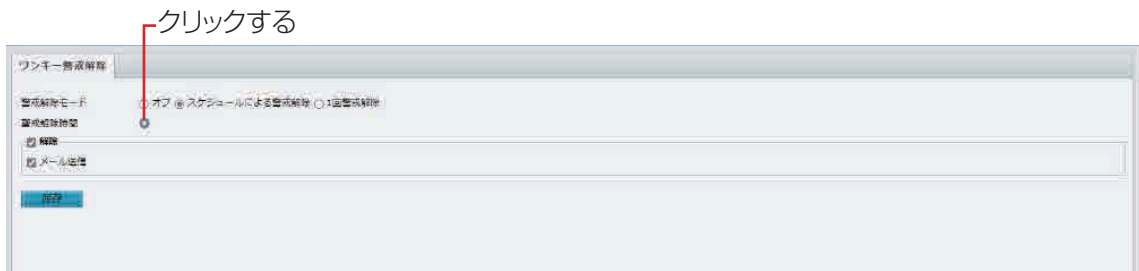 クリックする
ワンキー警戒解除
警戒解除モード オフ スケジュールによる警戒解除 1回警戒解除
警戒解除時間
解除
メール送信
保存